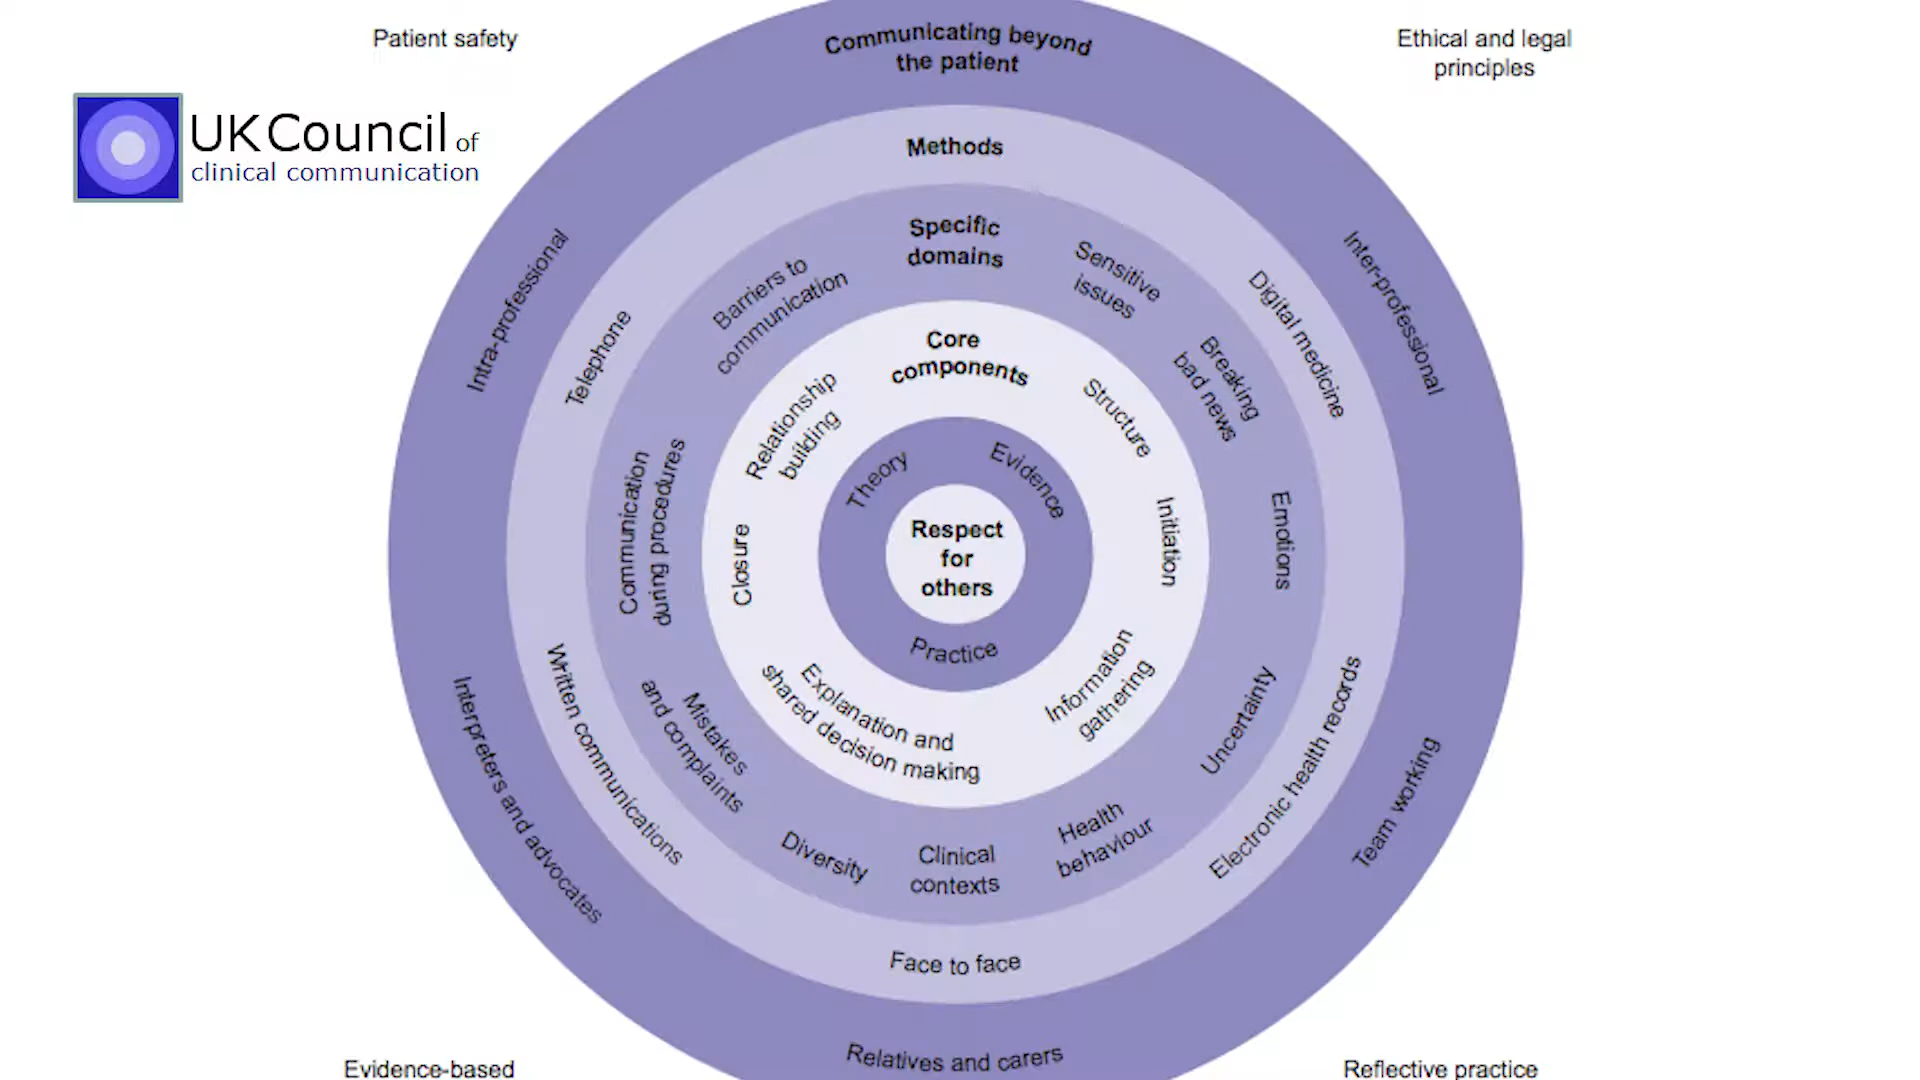 Patient safety
Ethical and legal
principles
UK Council of
clinical communication
Communicating beyond
the patient
Inter-professional
Team working
Relatives and carers
Interpreters and advocates
Intra-professional
Methods
Digital medicine
Electronic health records
Face to face
Written communications
Telephone
Specific
domains
Sensitive
issues
Breaking
bad news
Emotions
Uncertainty
Health
behaviour
Clinical
contexts
Diversity
Mistakes
and complaints
Communication
during procedures
Barriers to
communication
Core
components
Structure
Initiation
Information
gathering
Explanation and
shared decision making
Closure
Relationship
building
Theory
Evidence
Practice
Respect
for
others
Evidence-based
Reflective practice